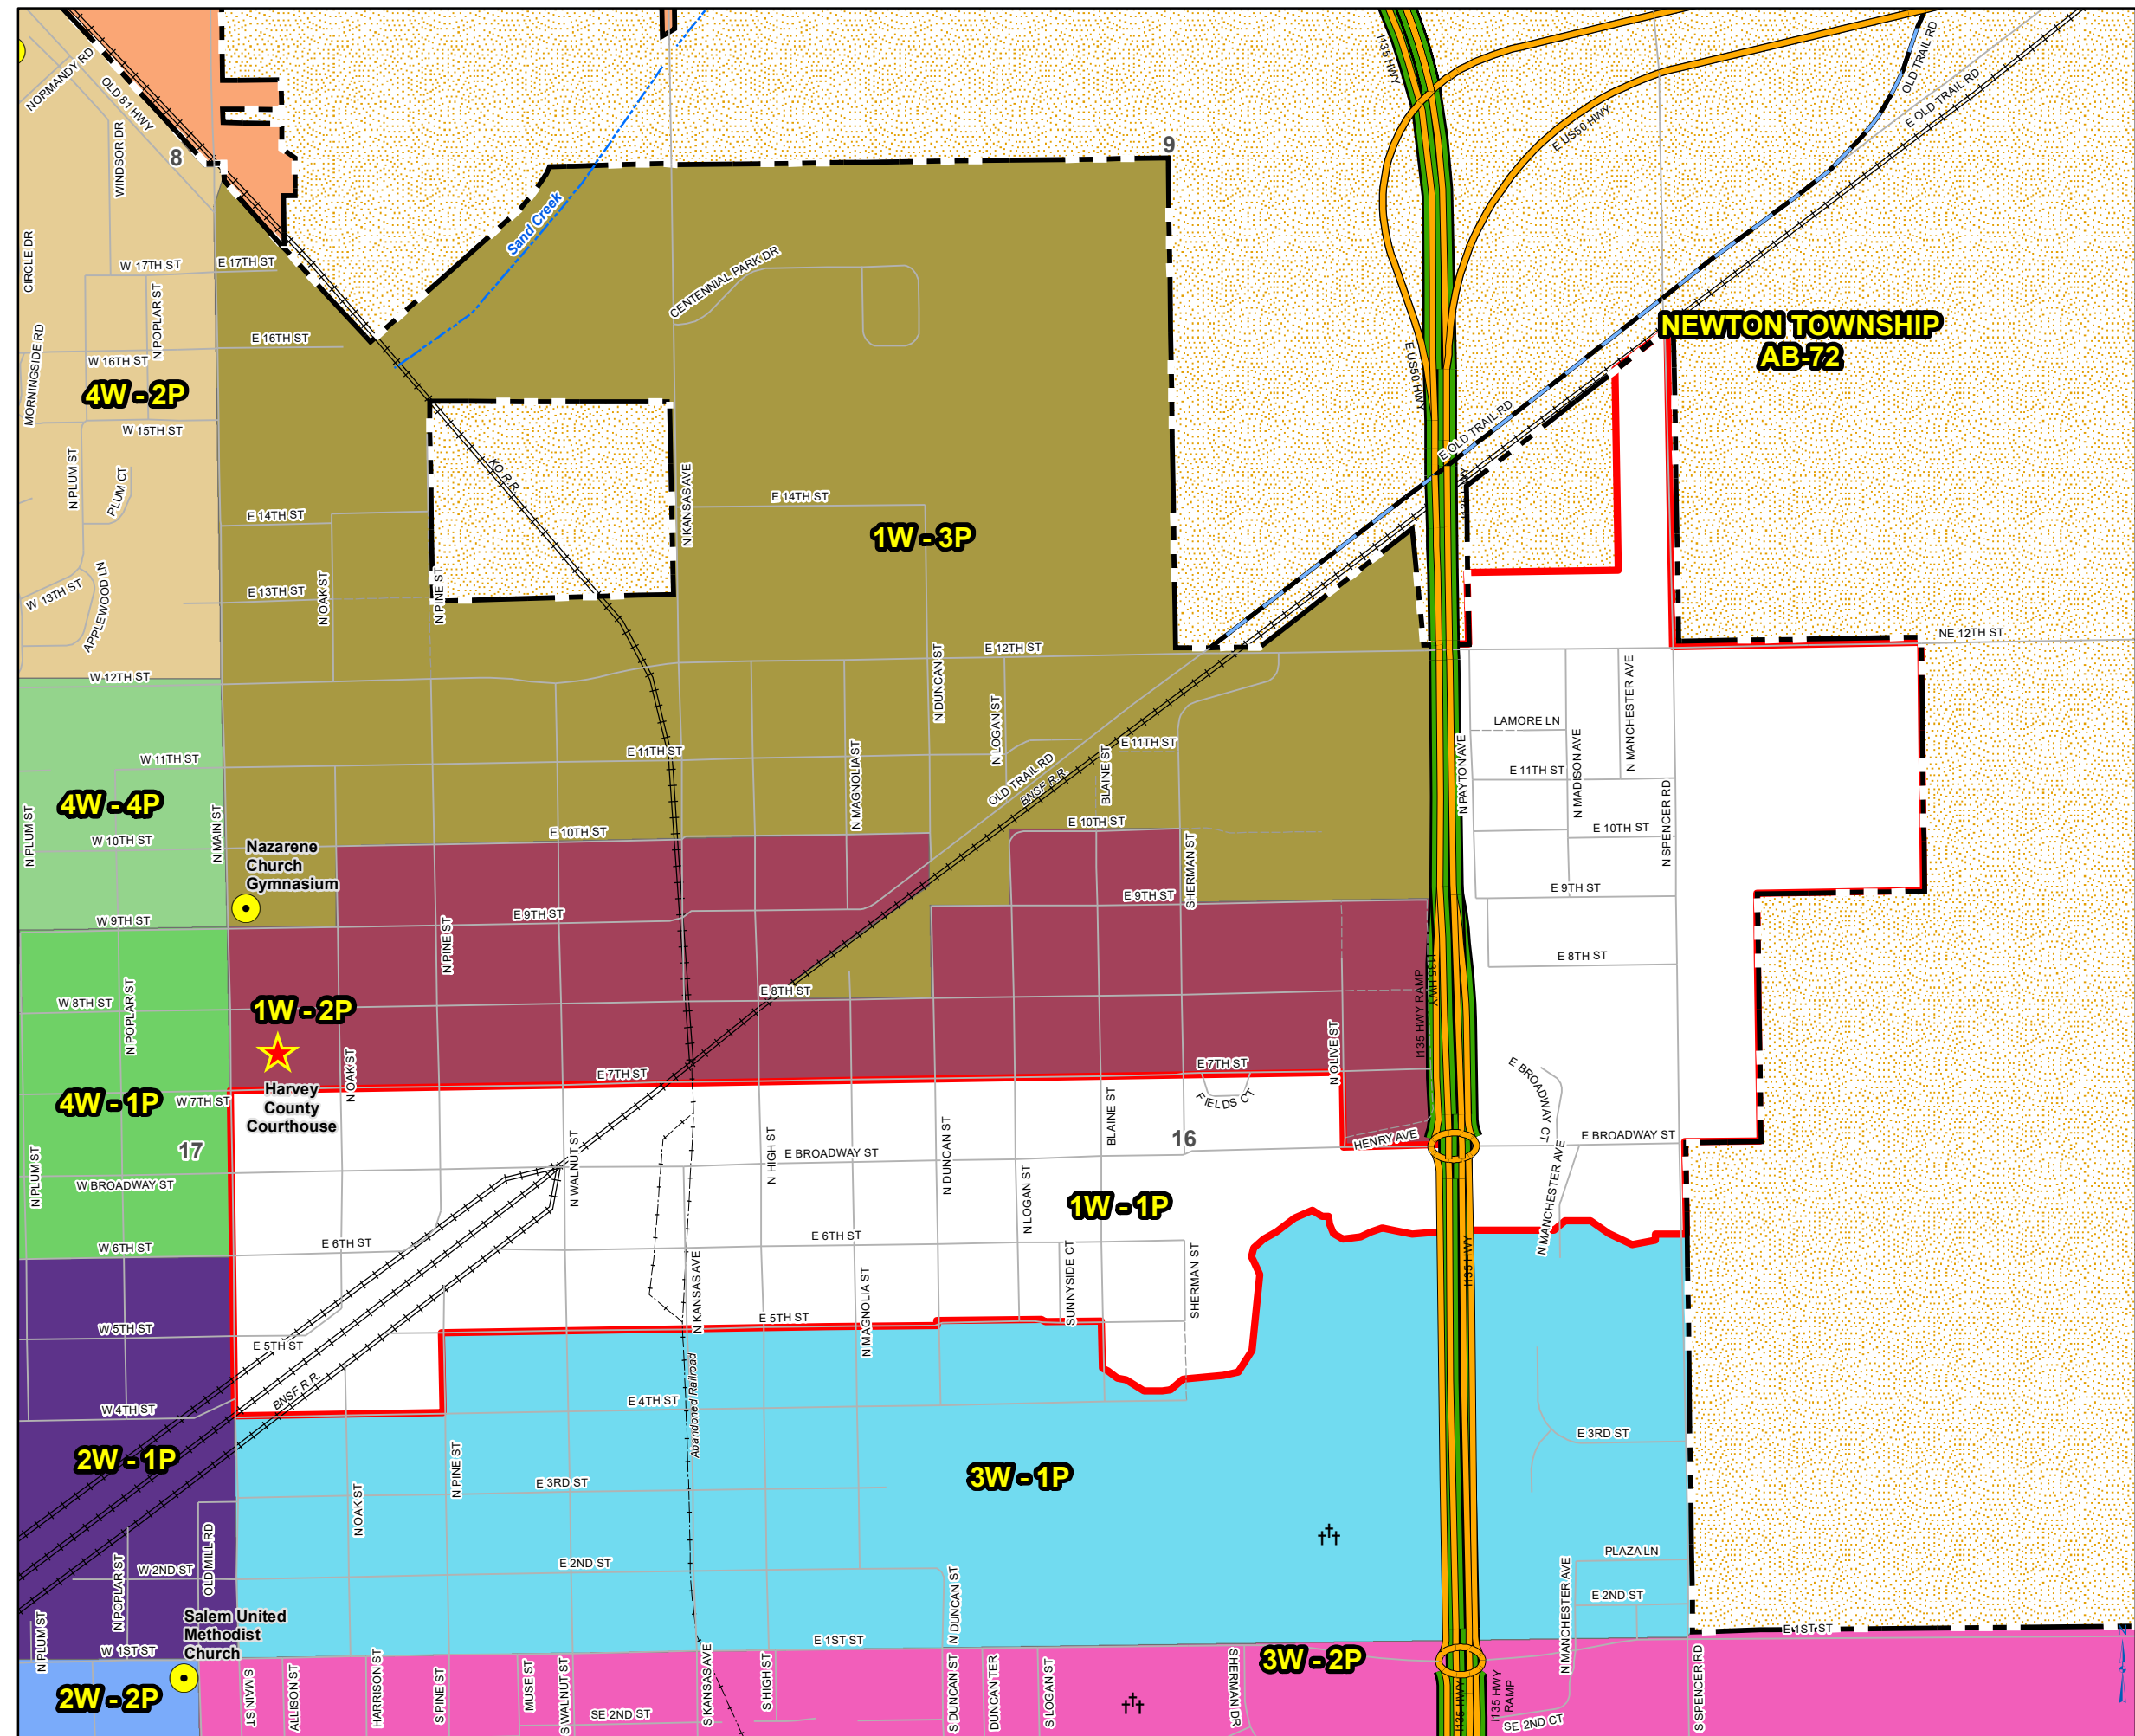 I135 HWY
OLD TRAIL RD
NORMANDY RD
OLD 81 HWY
E OLD TRAIL RD
E US50 HWY
WINDSOR DR
8
9
Sand Creek
CIRCLE DR
W 17TH ST
E 17TH ST
CENTENNIAL PARK DR
N POPLAR ST
MORNINGSIDE RD
E 16TH ST
W 16TH ST
NEWTON TOWNSHIP
AB-72
E US50 HWY
4W - 2P
W 15TH ST
E OLD TRAIL RD
N PLUM ST
PLUM CT
KO R.R.
N KANSAS AVE
E 14TH ST
E 14TH ST
1W - 3P
W 13TH ST
APPLEWOOD LN
E 13TH ST
N OAK ST
N PINE ST
NE 12TH ST
E 12TH ST
W 12TH ST
N DUNCAN ST
N LOGAN ST
N MANCHESTER AVE
LAMORE LN
W 11TH ST
E 11TH ST
E 11TH ST
E 11TH ST
N MAGNOLIA ST
OLD TRAIL RD
BNSF R.R.
BLAINE ST
N PAYTON AVE
N MADISON AVE
N SPENCER RD
4W - 4P
N PLUM ST
N MAIN ST
W 10TH ST
E 10TH ST
E 10TH ST
E 10TH ST
Nazarene
Church
Gymnasium
SHERMAN ST
E 9TH ST
E 9TH ST
E 9TH ST
W 9TH ST
N PINE ST
E 8TH ST
W 8TH ST
N POPLAR ST
E 8TH ST
I135 HWY RAMP
I135 HWY
1W - 2P
N OAK ST
N OLIVE ST
E 7TH ST
E 7TH ST
Harvey
County
Courthouse
4W - 1P
W 7TH ST
FIELDS CT
E BROADWAY CT
17
16
HENRY AVE
E BROADWAY ST
E BROADWAY ST
W BROADWAY ST
N PLUM ST
N WALNUT ST
N HIGH ST
N DUNCAN ST
BLAINE ST
N LOGAN ST
1W - 1P
N MANCHESTER AVE
W 6TH ST
E 6TH ST
E 6TH ST
N KANSAS AVE
N MAGNOLIA ST
SUNNYSIDE CT
SHERMAN ST
I135 HWY
W 5TH ST
E 5TH ST
E 5TH ST
BNSF R.R.
W 4TH ST
E 4TH ST
Abandoned Railroad
E 3RD ST
2W - 1P
3W - 1P
N OAK ST
N PINE ST
E 3RD ST
OLD MILL RD
N POPLAR ST
W 2ND ST
E 2ND ST
PLAZA LN
E 2ND ST
N DUNCAN ST
N MANCHESTER AVE
Salem United
Methodist
Church
N PLUM ST
W 1ST ST
E 1ST ST
E 1ST ST
N
3W - 2P
2W - 2P
S MAIN ST
ALLISON ST
HARRISON ST
S PINE ST
MUSE ST
S WALNUT ST
SE 2ND ST
S KANSAS AVE
S HIGH ST
S DUNCAN ST
DUNCAN TER
S LOGAN ST
SHERMAN DR
I135 HWY
I135 HWY
RAMP
SE 2ND CT
S SPENCER RD